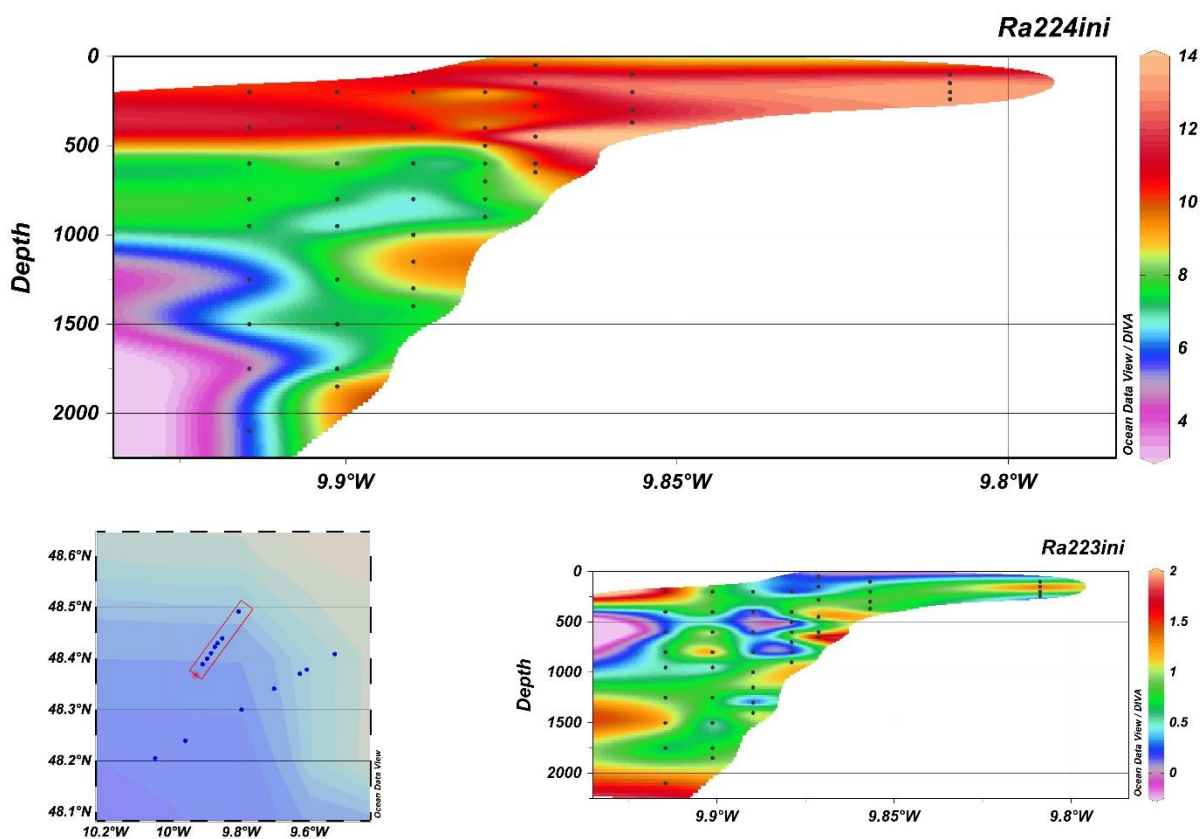 Ra224ini
0
500
1000
1500
2000
Depth
9.9°W
9.85°W
9.8°W
14
12
10
8
6
4
Ocean Data View / DIVA
48.6°N
48.5°N
48.4°N
48.3°N
48.2°N
48.1°N
10.2°W
10°W
9.8°W
9.6°W
Ocean Data View
Ra223ini
0
500
1000
1500
2000
Depth
9.9°W
9.85°W
9.8°W
2
1.5
1
0.5
0
Ocean Data View / DIVA